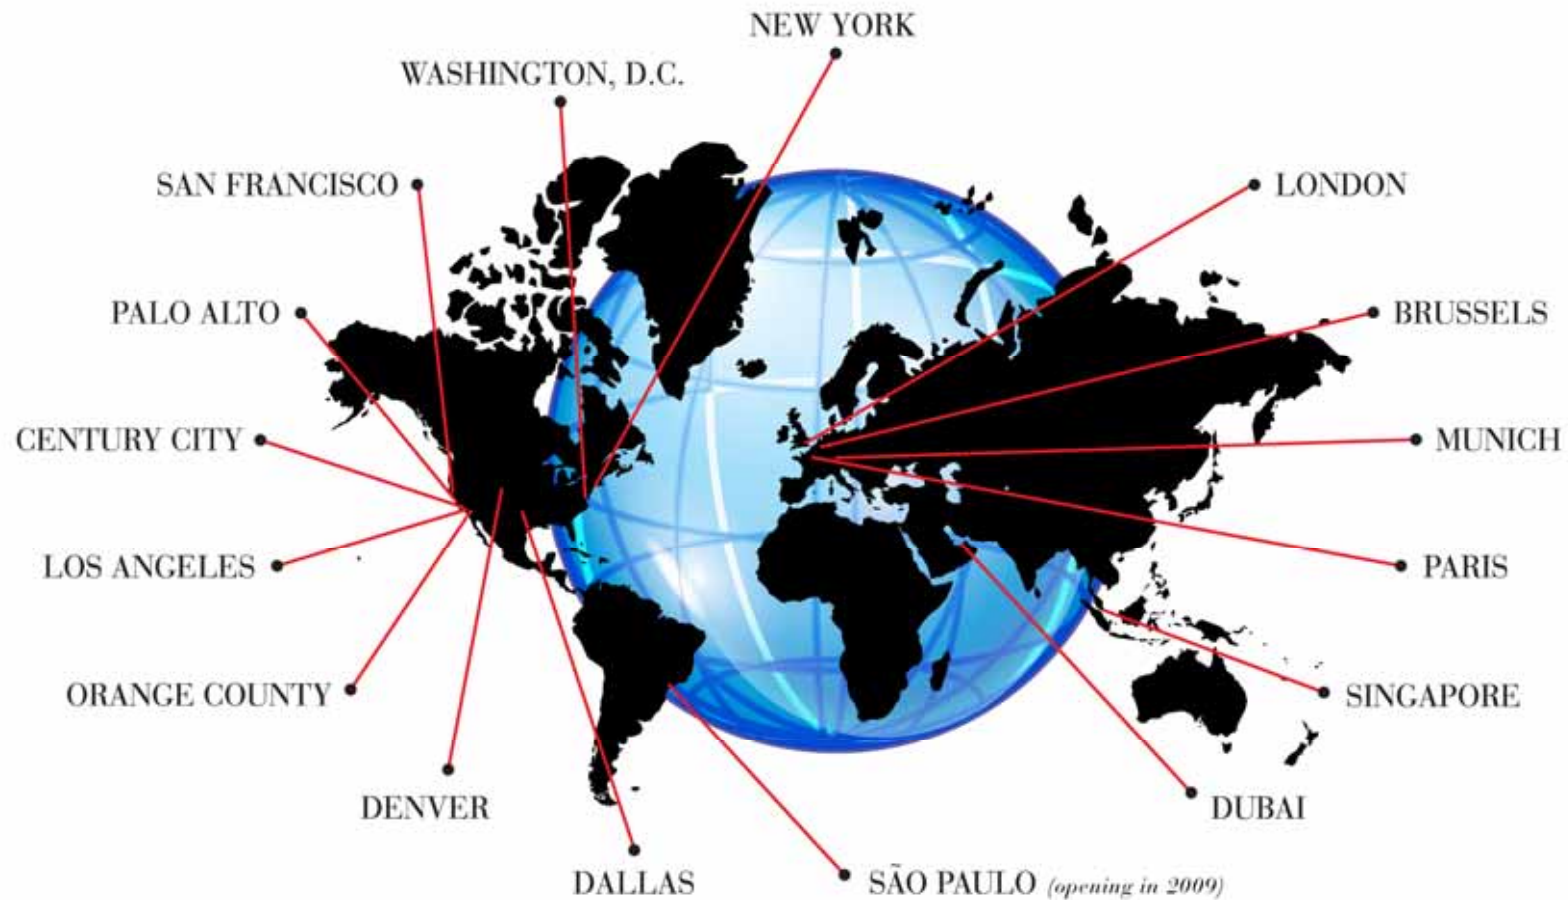 NEW YORK
WASHINGTON, D.C.
SAN FRANCISCO
LONDON
PALO ALTO
BRUSSELS
CENTURY CITY
MUNICH
LOS ANGELES
PARIS
ORANGE COUNTY
SINGAPORE
DENVER
DUBAI
DALLAS
SÃO PAULO (opening in 2009)